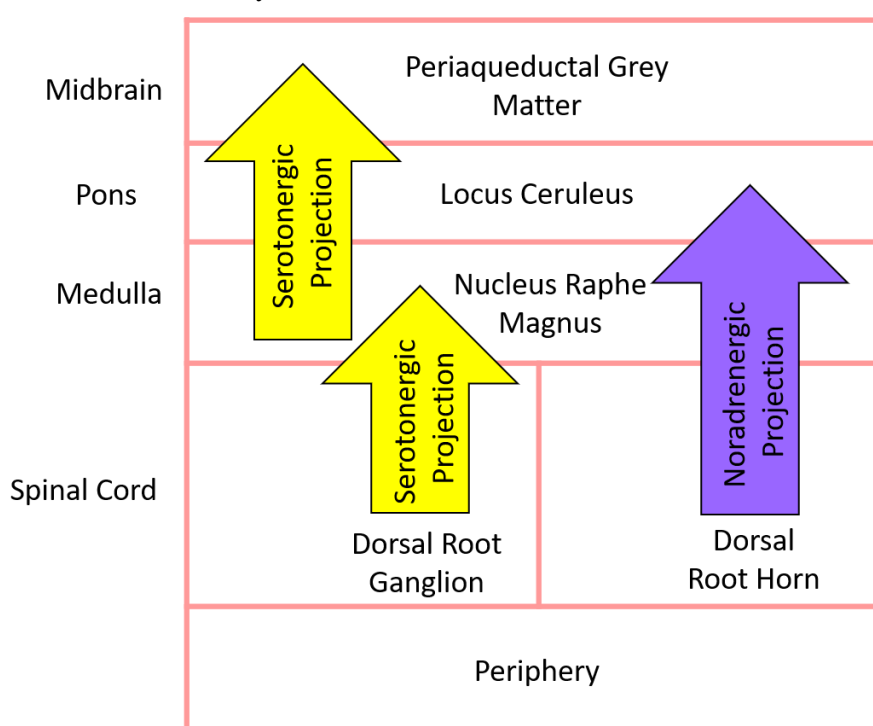 Midbrain
Periaqueductal Grey
Matter
Serotonergic
Projection
Pons
Locus Ceruleus
Medulla
Nucleus Raphe
Magnus
Serotonergic
Projection
Noradrenergic
Projection
Spinal Cord
Dorsal Root
Ganglion
Dorsal
Root Horn
Periphery